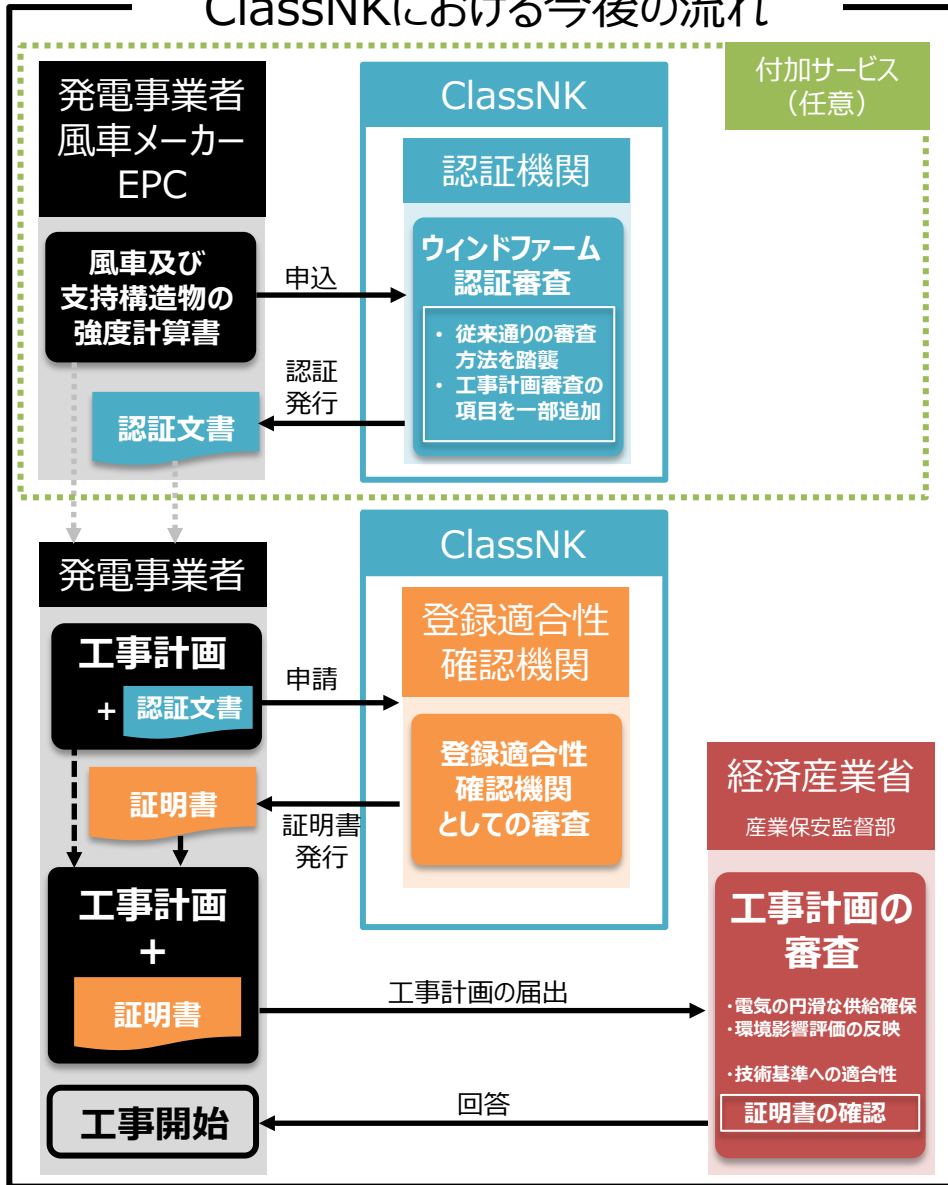 ClassNKにおける今後の流れ
付加サービス
（任意）
発電事業者
風車メーカー
EPC
ClassNK
認証機関
風車及び
支持構造物の
強度計算書
申込
ウィンドファーム
認証審査
・ 従来通りの審査
方法を踏襲
・ 工事計画審査の
項目を一部追加
認証
発行
認証文書
発電事業者
ClassNK
登録適合性
確認機関
工事計画
+ 認証文書
申請
登録適合性
確認機関
としての審査
証明書
証明書
発行
経済産業省
産業保安監督部
工事計画
+
証明書
工事計画の届出
工事計画の
審査
・電気の円滑な供給確保
・環境影響評価の反映
・技術基準への適合性
証明書の確認
回答
工事開始